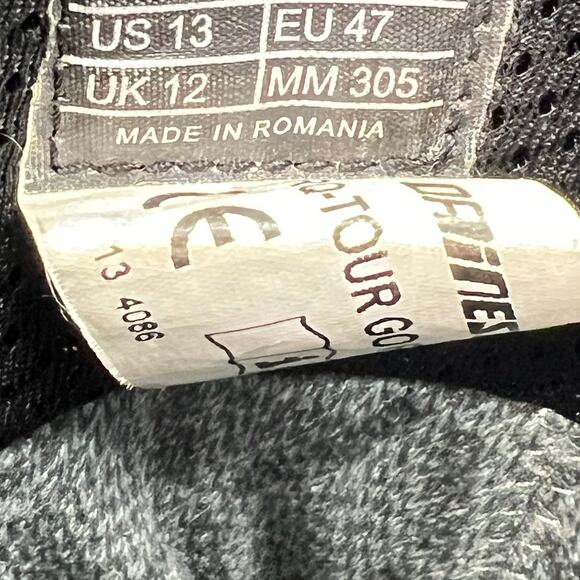 US 13 EU 47
UK 12 MM 305
MADE IN ROMANIA
CE
13 4086
-TOUR GO